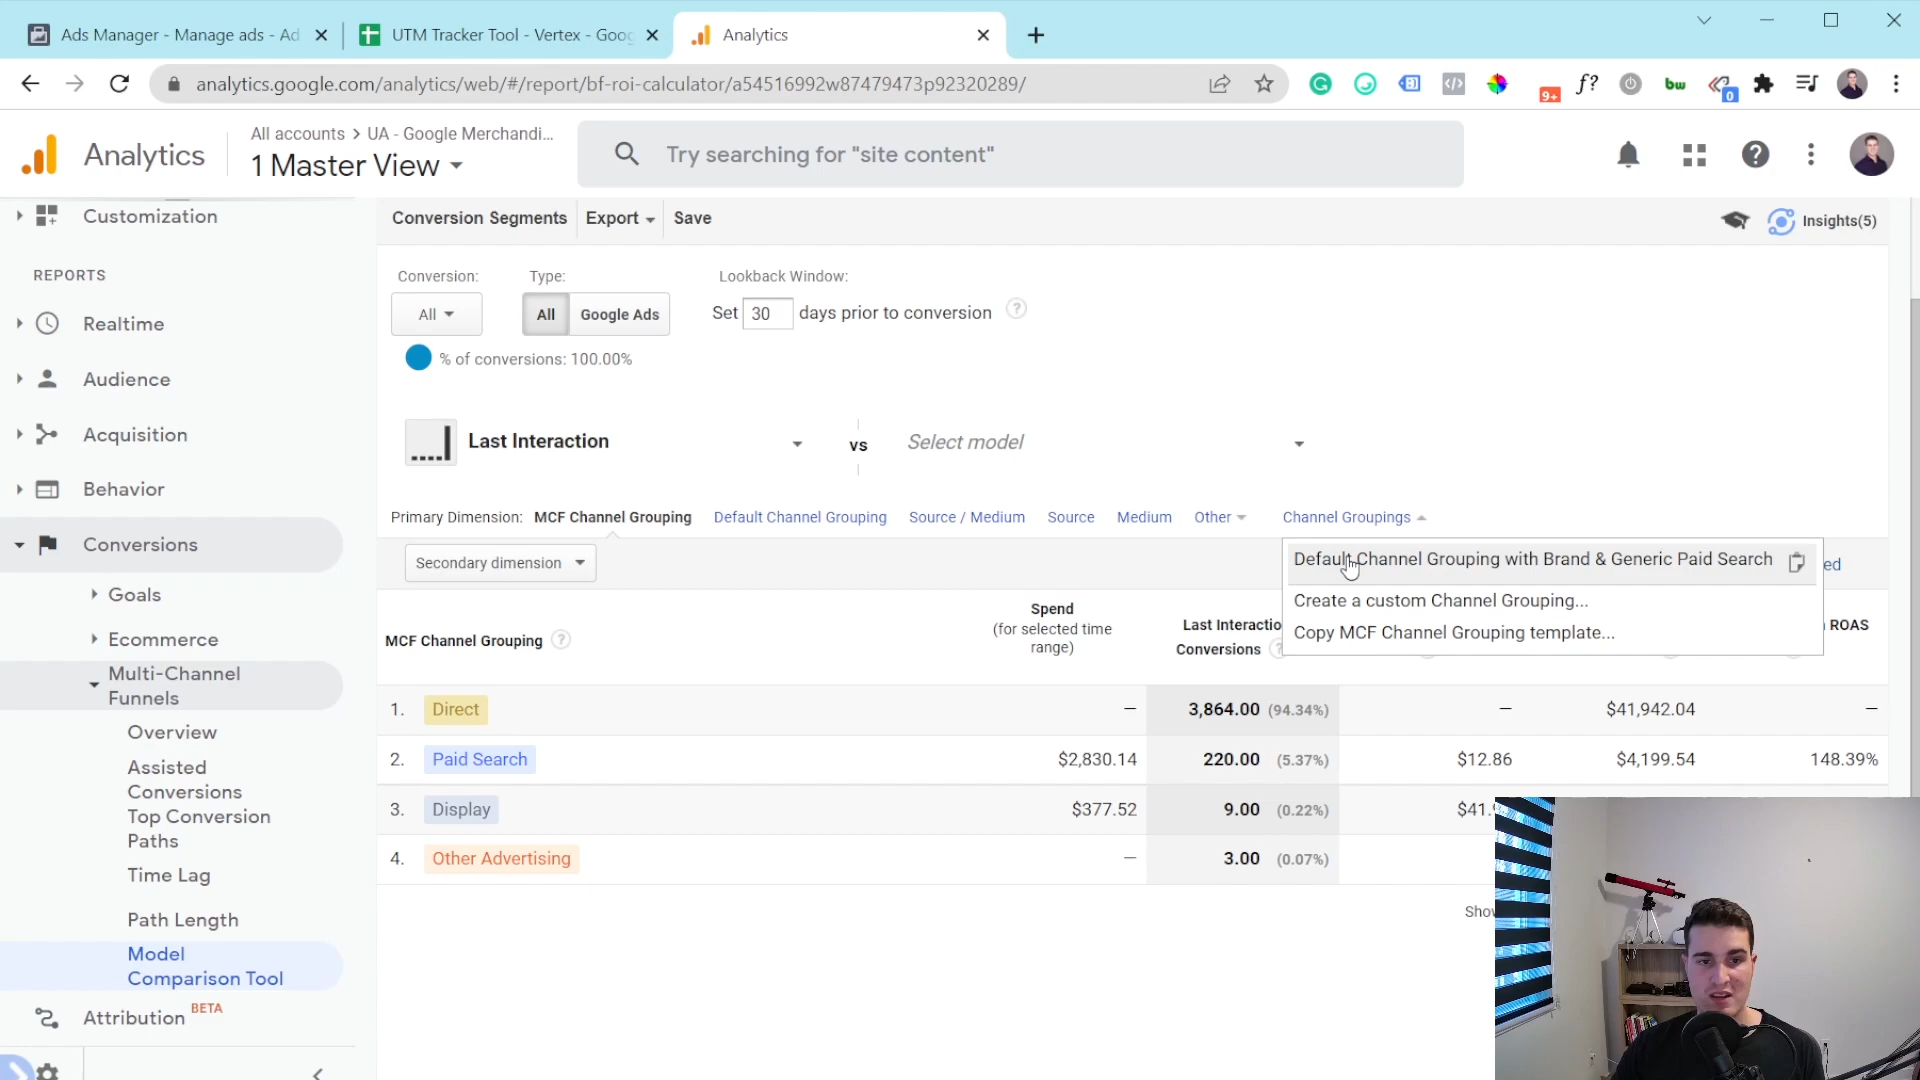 Ads Manager - Manage ads - Ad
UTM Tracker Tool - Vertex - Goog
Analytics
analytics.google.com/analytics/web/#/report/bf-roi-calculator/a54516992w87479473p92320289/
9+
f?
bw
0
Analytics
All accounts > UA - Google Merchandi...
1 Master View
Try searching for "site content"
Customization
REPORTS
Realtime
Audience
Acquisition
Behavior
Conversions
Goals
Ecommerce
Multi-Channel
Funnels
Overview
Assisted
Conversions
Top Conversion
Paths
Time Lag
Path Length
Model
Comparison Tool
Attribution BETA
Conversion Segments
Export
Save
Insights(5)
Conversion:
Type:
Lookback Window:
All
All
Google Ads
Set 30 days prior to conversion
% of conversions: 100.00%
Last Interaction
vs
Select model
Primary Dimension: MCF Channel Grouping Default Channel Grouping Source / Medium Source Medium Other Channel Groupings
Secondary dimension
Default Channel Grouping with Brand & Generic Paid Search
Create a custom Channel Grouping...
Copy MCF Channel Grouping template...
ed
MCF Channel Grouping
Spend
(for selected time
range)
Last Interactio
Conversions
ROAS
1. Direct — 3,864.00 (94.34%) — $41,942.04 —
2. Paid Search $2,830.14 220.00 (5.37%) $12.86 $4,199.54 148.39%
3. Display $377.52 9.00 (0.22%) $41.
4. Other Advertising — 3.00 (0.07%)
Show